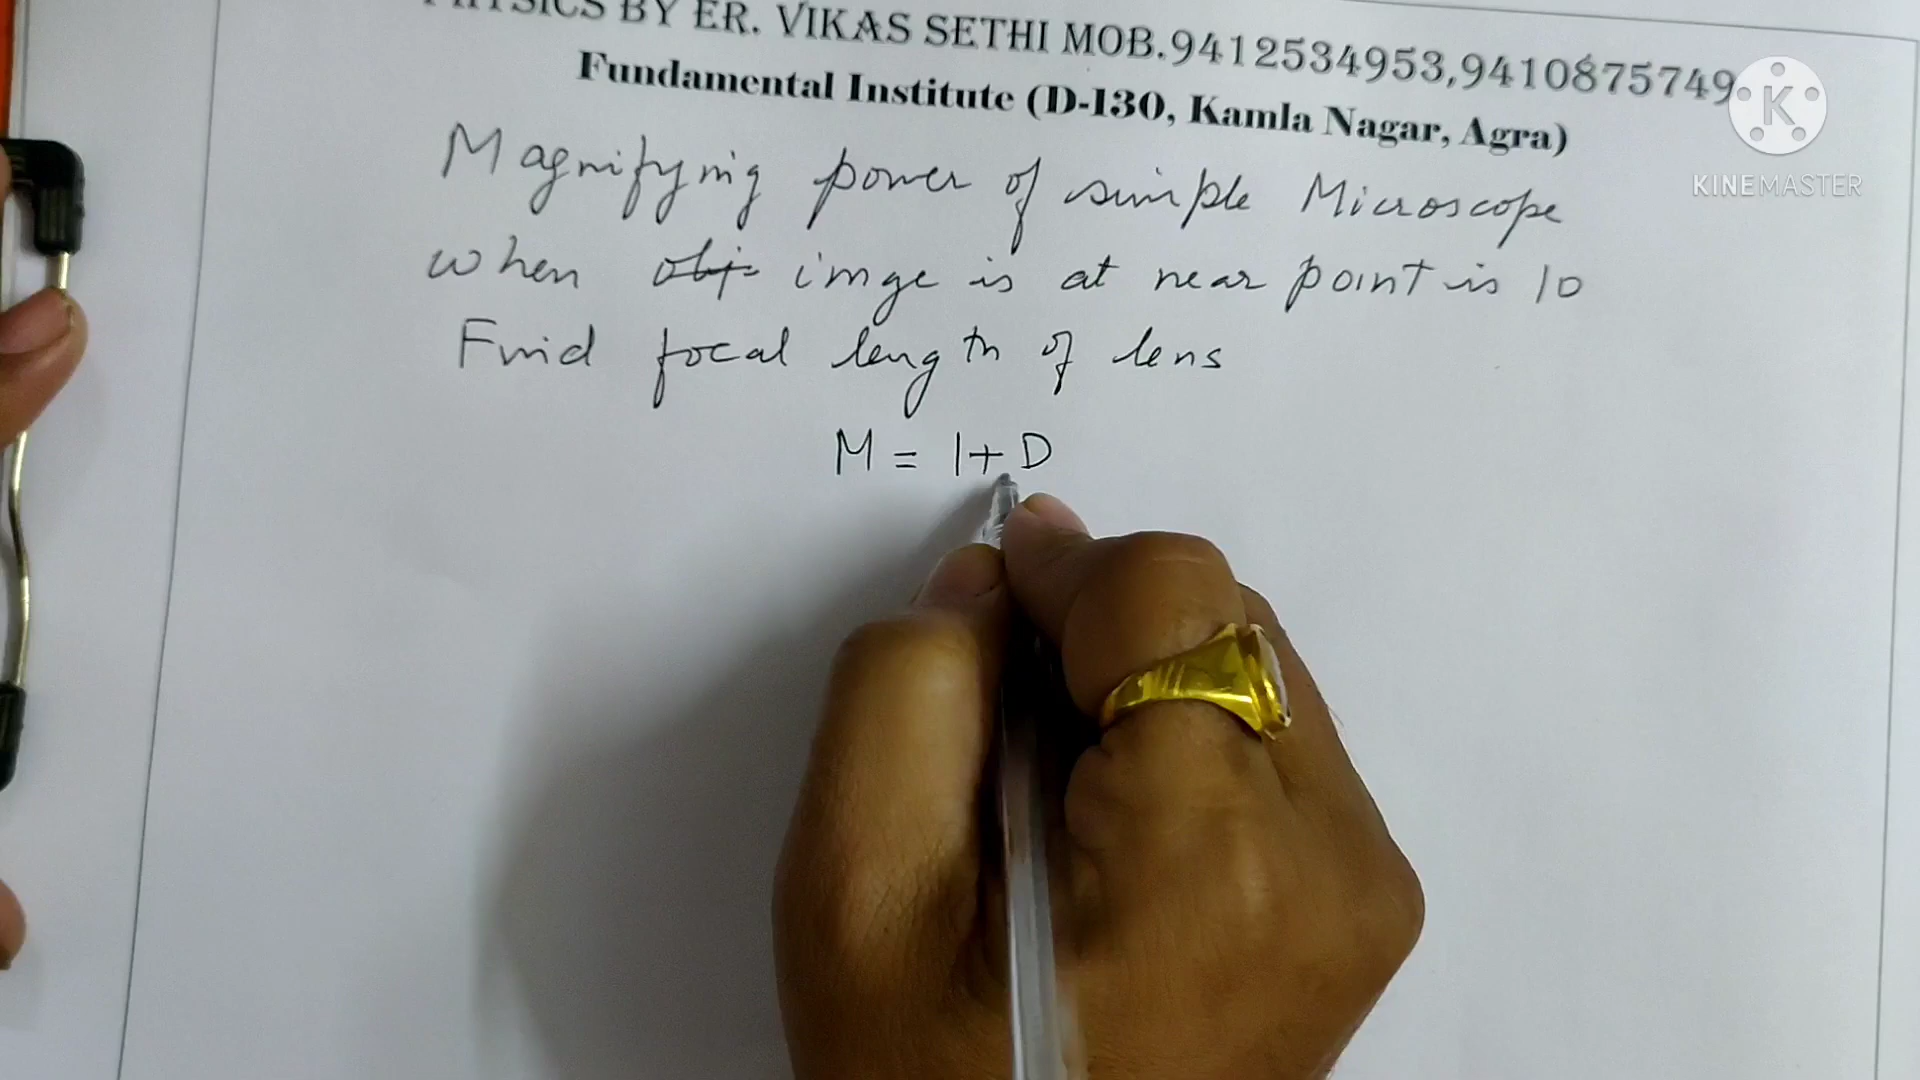 PHYSICS BY ER. VIKAS SETHI MOB.9412534953,9410875749
Fundamental Institute (D-130, Kamla Nagar, Agra)
K
KINEMASTER
Magnifying power of simple Microscope
when obj imge is at near point is 10
Find focal length of lens
M = 1+ D